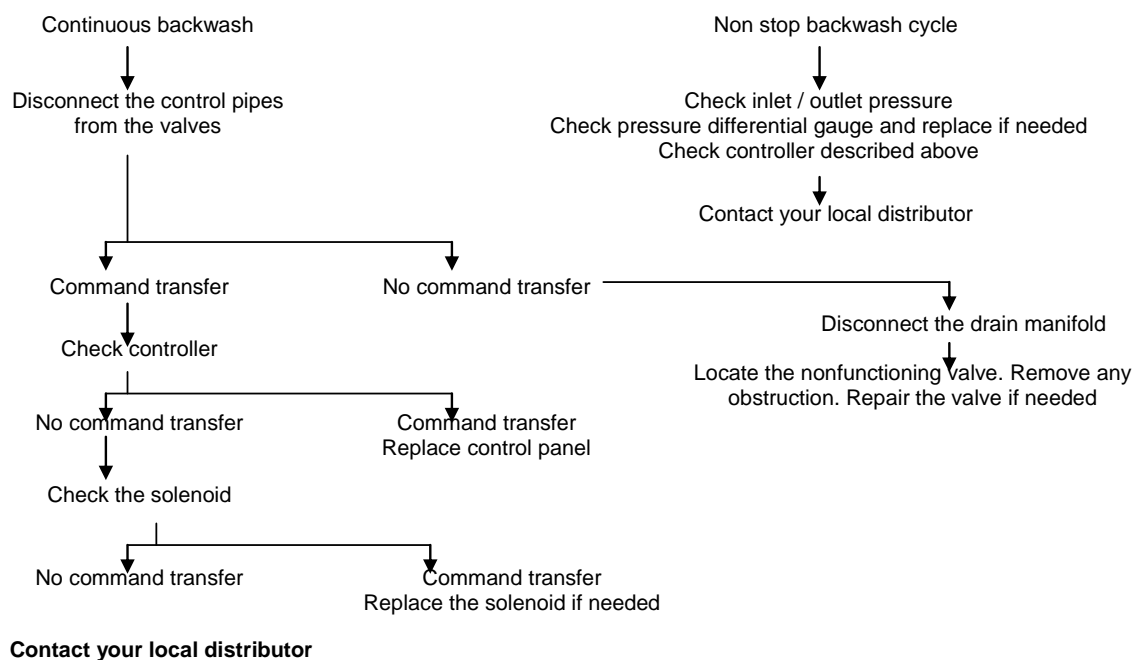 Continuous backwash
Non stop backwash cycle
Disconnect the control pipes
from the valves
Check inlet / outlet pressure
Check pressure differential gauge and replace if needed
Check controller described above
Contact your local distributor
Command transfer
No command transfer
Disconnect the drain manifold
Check controller
Locate the nonfunctioning valve. Remove any
obstruction. Repair the valve if needed
No command transfer
Command transfer
Replace control panel
Check the solenoid
No command transfer
Command transfer
Replace the solenoid if needed
Contact your local distributor